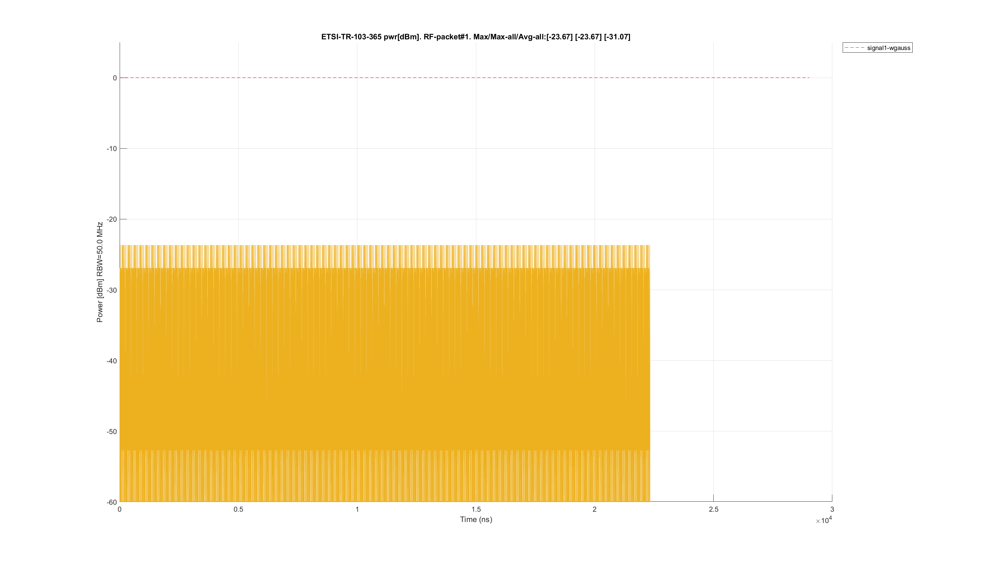 ETSI-TR-103-365 pwr[dBm]. RF-packet#1. Max/Max-all/Avg-all:[-23.67] [-23.67] [-31.07]
signal1-wgauss
0
-10
-20
-30
-40
-50
-60
Power [dBm] RBW=50.0 MHz
0 0.5 1 1.5 2 2.5 3
Time (ns)
×10^4